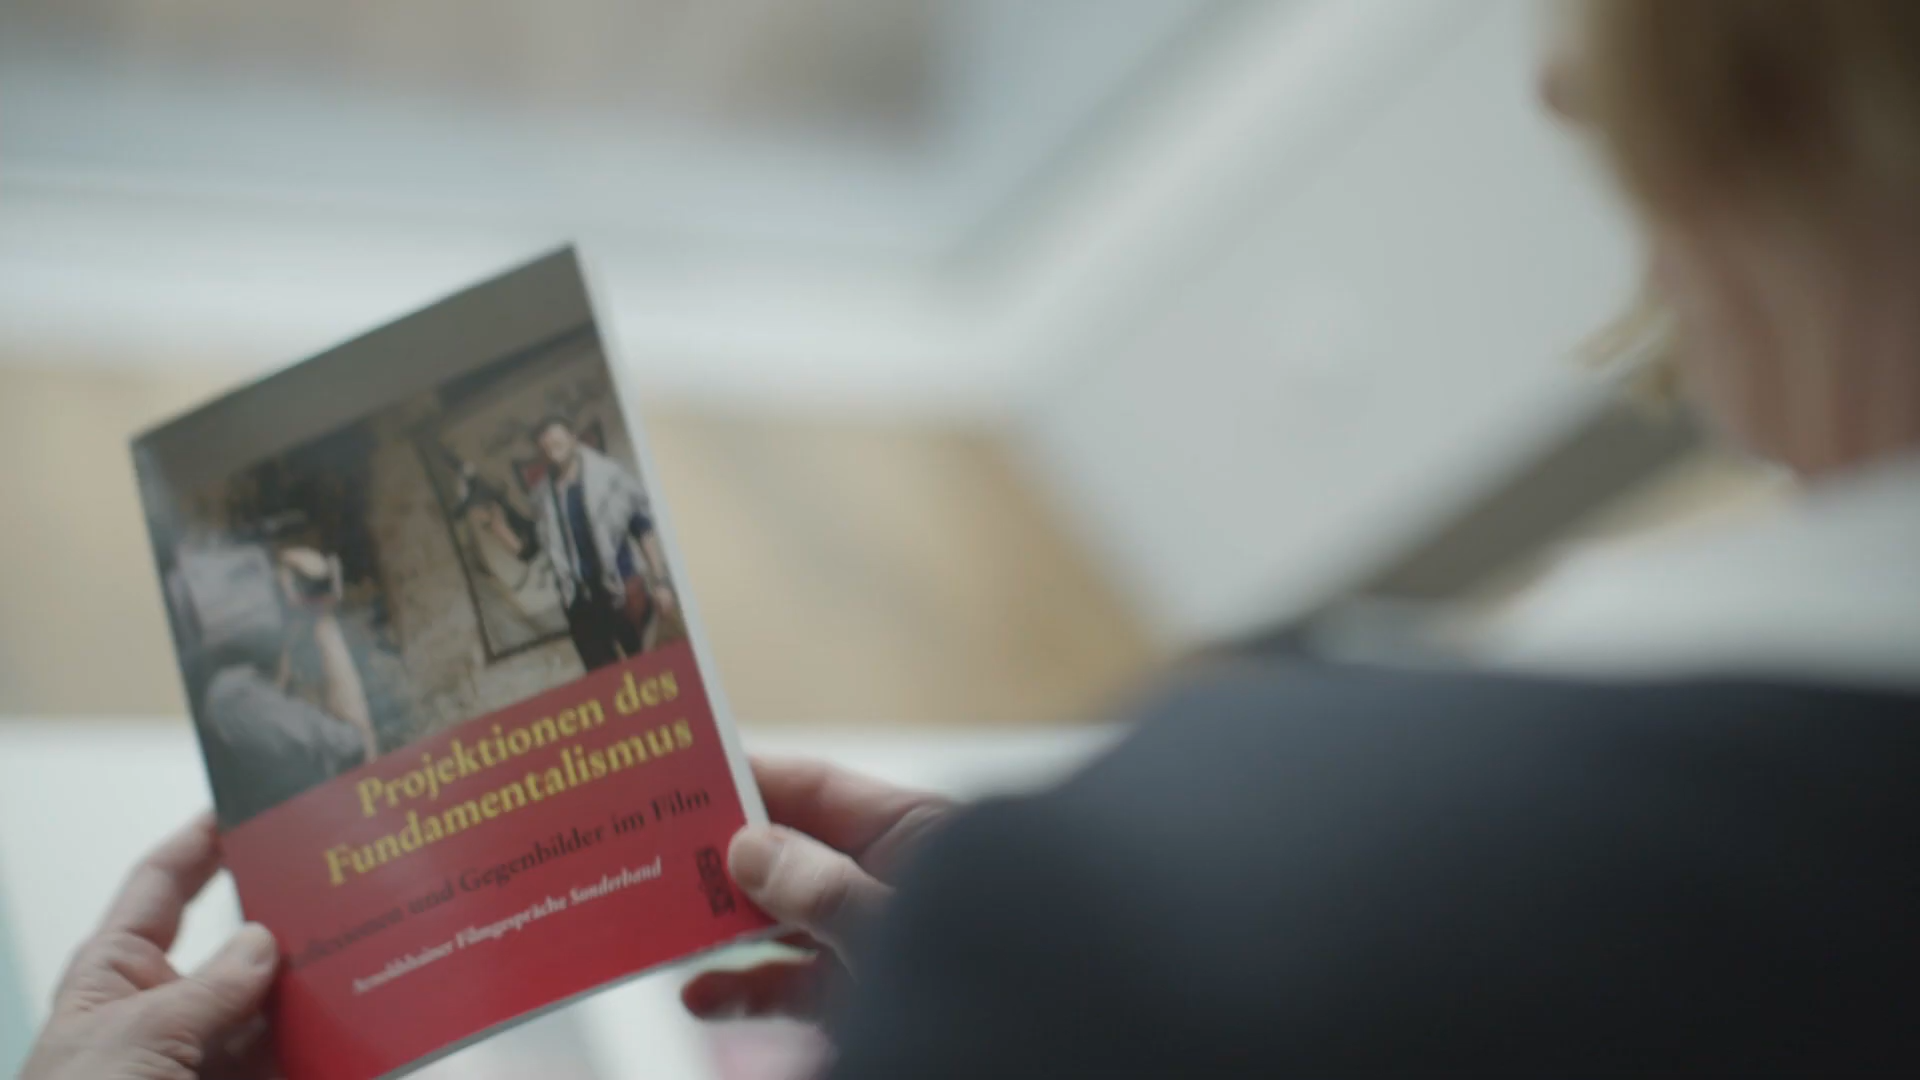 Projektionen des
Fundamentalismus
und Gegenbilder im Film
Arnoldshainer Filmgespräche Sonderband